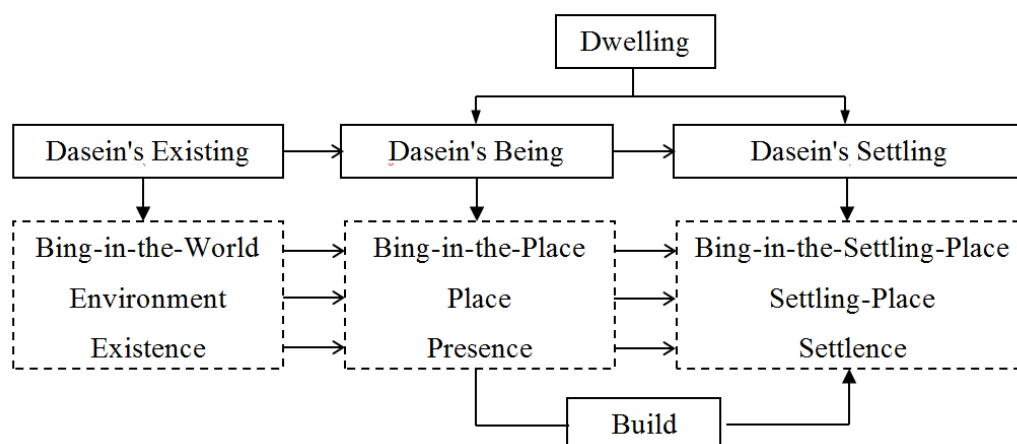 Dwelling
Dasein's Existing
Dasein's Being
Dasein's Settling
Bing-in-the-World
Environment
Existence
Bing-in-the-Place
Place
Presence
Bing-in-the-Settling-Place
Settling-Place
Settlence
Build